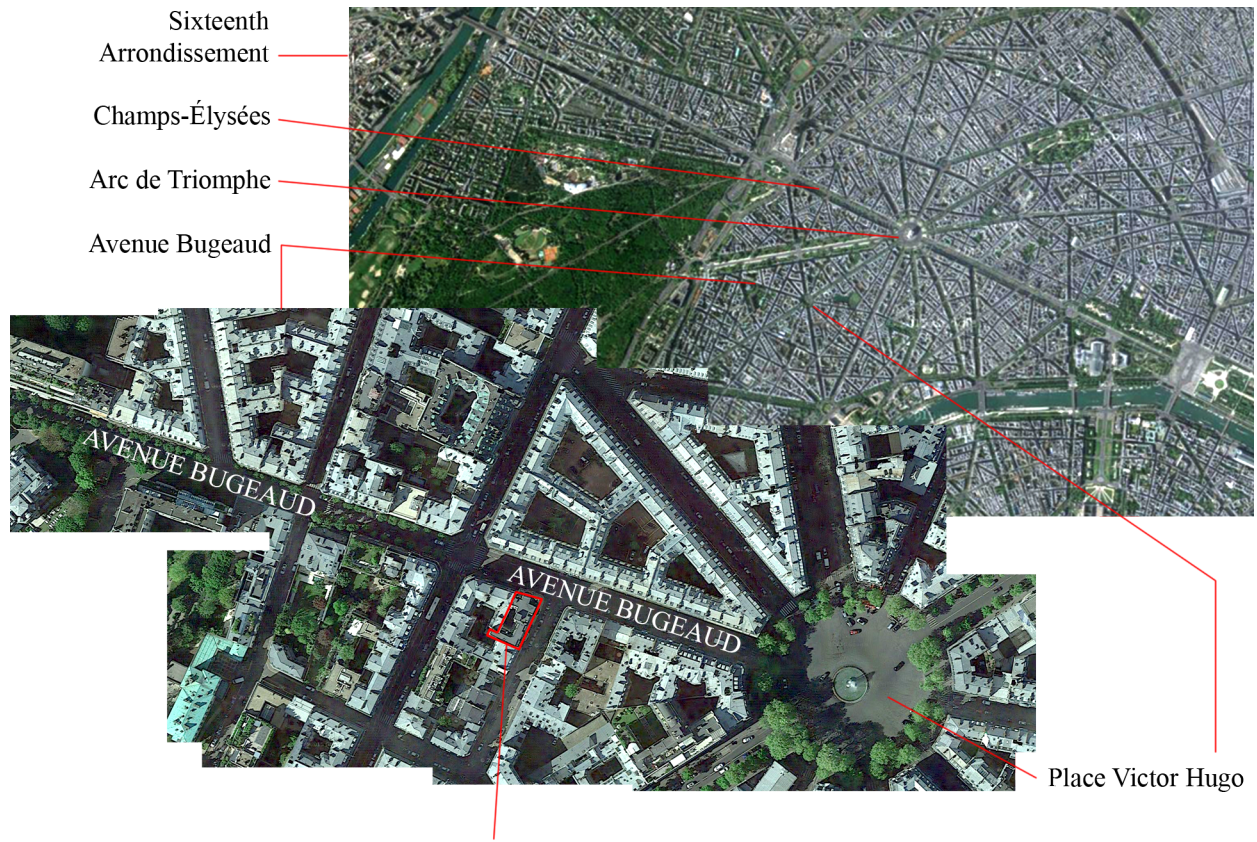 Sixteenth
Arrondissement
Champs-Élysées
Arc de Triomphe
Avenue Bugeaud
AVENUE BUGEAUD
AVENUE BUGEAUD
Place Victor Hugo